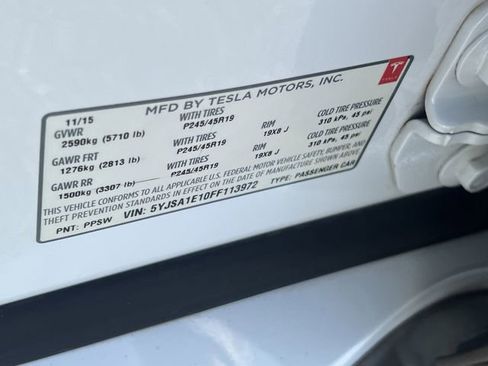 MFD BY TESLA MOTORS, INC.
TESLA
11/15
GVWR WITH TIRES RIM COLD TIRE PRESSURE
2590kg (5710 lb) P245/45R19 19X8 J 310 kPa, 45 psi
GAWR FRT WITH TIRES RIM COLD TIRE PRESSURE
1276kg (2813 lb) P245/45R19 19X8 J 310 kPa, 45 psi
GAWR RR WITH TIRES
1500kg (3307 lb) P245/45R19
THIS VEHICLE CONFORMS TO ALL APPLICABLE U.S. FEDERAL MOTOR VEHICLE SAFETY, BUMPER, AND
THEFT PREVENTION STANDARDS IN EFFECT ON THE DATE OF MANUFACTURE SHOWN ABOVE.
PNT: PPSW VIN: 5YJSA1E10FF113972 TYPE: PASSENGER CAR